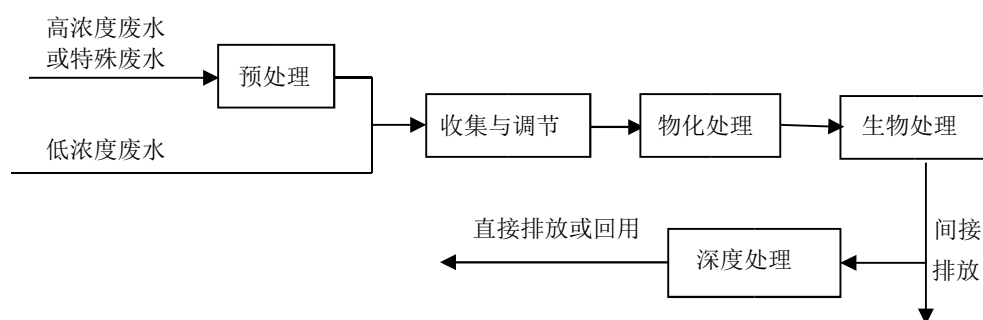 高浓度废水
或特殊废水
预处理
收集与调节
物化处理
生物处理
低浓度废水
直接排放或回用
深度处理
间接
排放